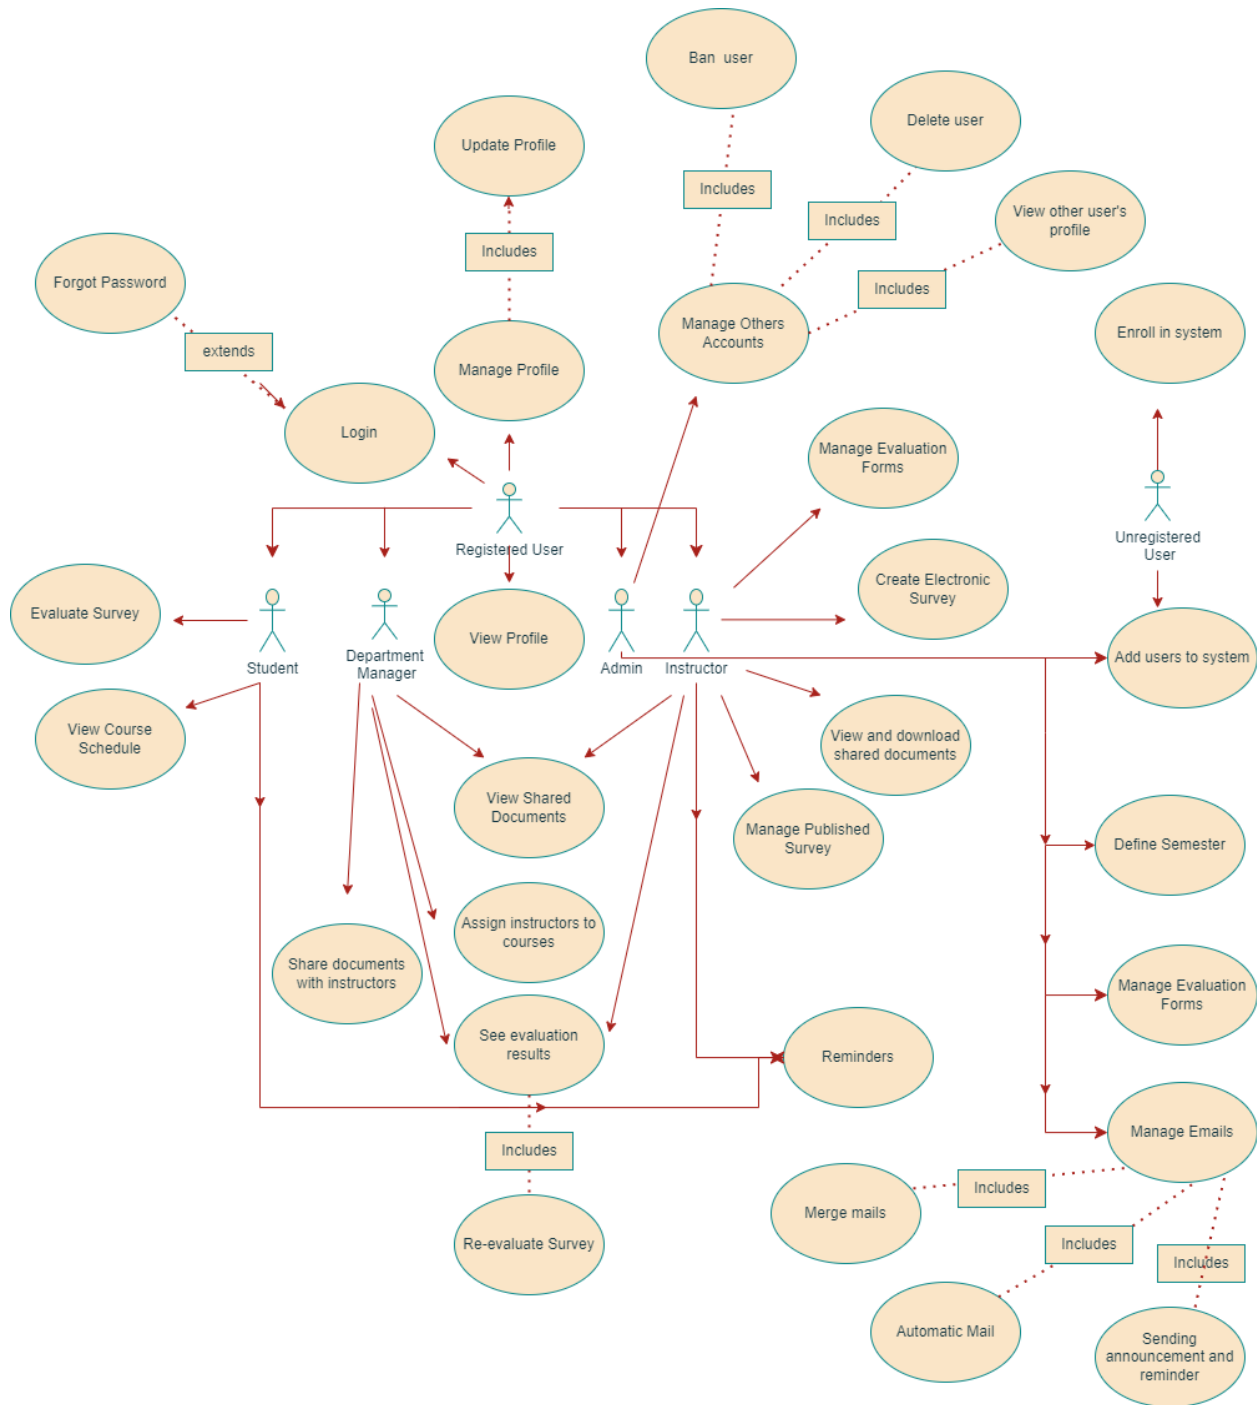 Ban user
Delete user
Update Profile
Includes
Includes
View other user's
profile
Includes
Forgot Password
Includes
Manage Others
Accounts
Enroll in system
extends
Manage Profile
Login
Manage Evaluation
Forms
Registered User
Unregistered
User
Create Electronic
Survey
Evaluate Survey
View Profile
Student
Department
Manager
Admin
Instructor
Add users to system
View Course
Schedule
View and download
shared documents
View Shared
Documents
Manage Published
Survey
Define Semester
Assign instructors to
courses
Share documents
with instructors
Manage Evaluation
Forms
See evaluation
results
Reminders
Manage Emails
Includes
Includes
Merge mails
Re-evaluate Survey
Includes
Includes
Automatic Mail
Sending
announcement and
reminder